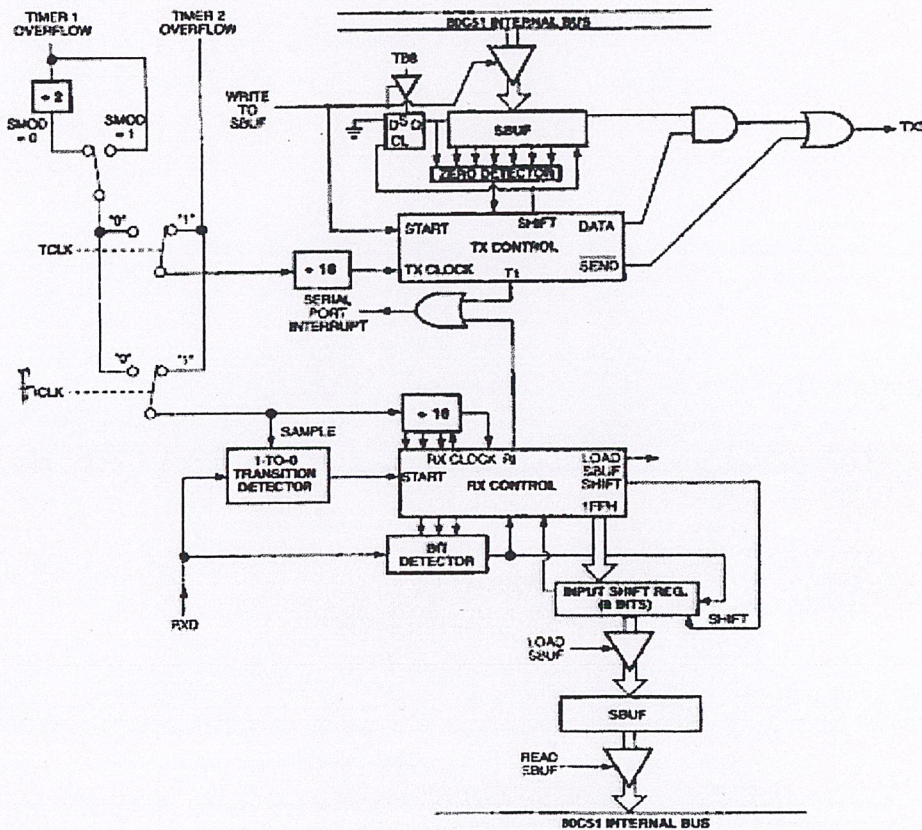 TIMER 1
OVERFLOW
TIMER 2
OVERFLOW
80C51 INTERNAL BUS
TB8
WRITE
TO
SBUF
÷ 2
SMOD
= 0
SMOD
= 1
D S Q
CL
SBUF
ZERO DETECTOR
TXD
START
SHIFT
DATA
TX CONTROL
TX CLOCK
T1
SEND
"0"
"1"
TCLK
÷ 16
SERIAL
PORT
INTERRUPT
"0"
"1"
RCLK
SAMPLE
÷ 16
1-TO-0
TRANSITION
DETECTOR
RX CLOCK
RI
START
RX CONTROL
LOAD
SBUF
SHIFT
1FFH
BIT
DETECTOR
INPUT SHIFT REG.
(9 BITS)
RXD
SHIFT
LOAD
SBUF
SBUF
READ
SBUF
80C51 INTERNAL BUS